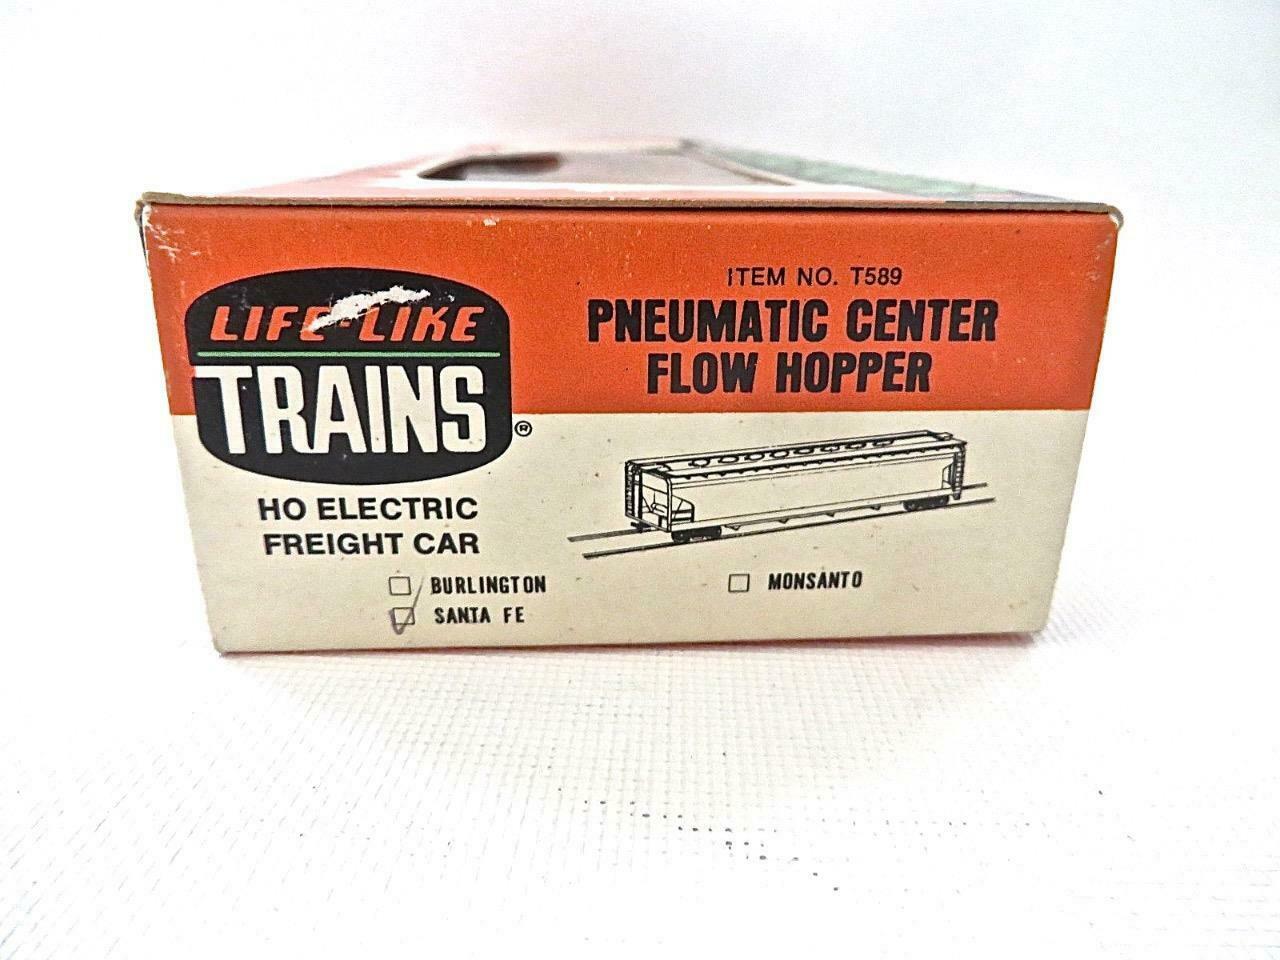 LIFE-LIKE
TRAINS®
HO ELECTRIC
FREIGHT CAR
ITEM NO. T589
PNEUMATIC CENTER
FLOW HOPPER
BURLINGTON
SANTA FE
MONSANTO